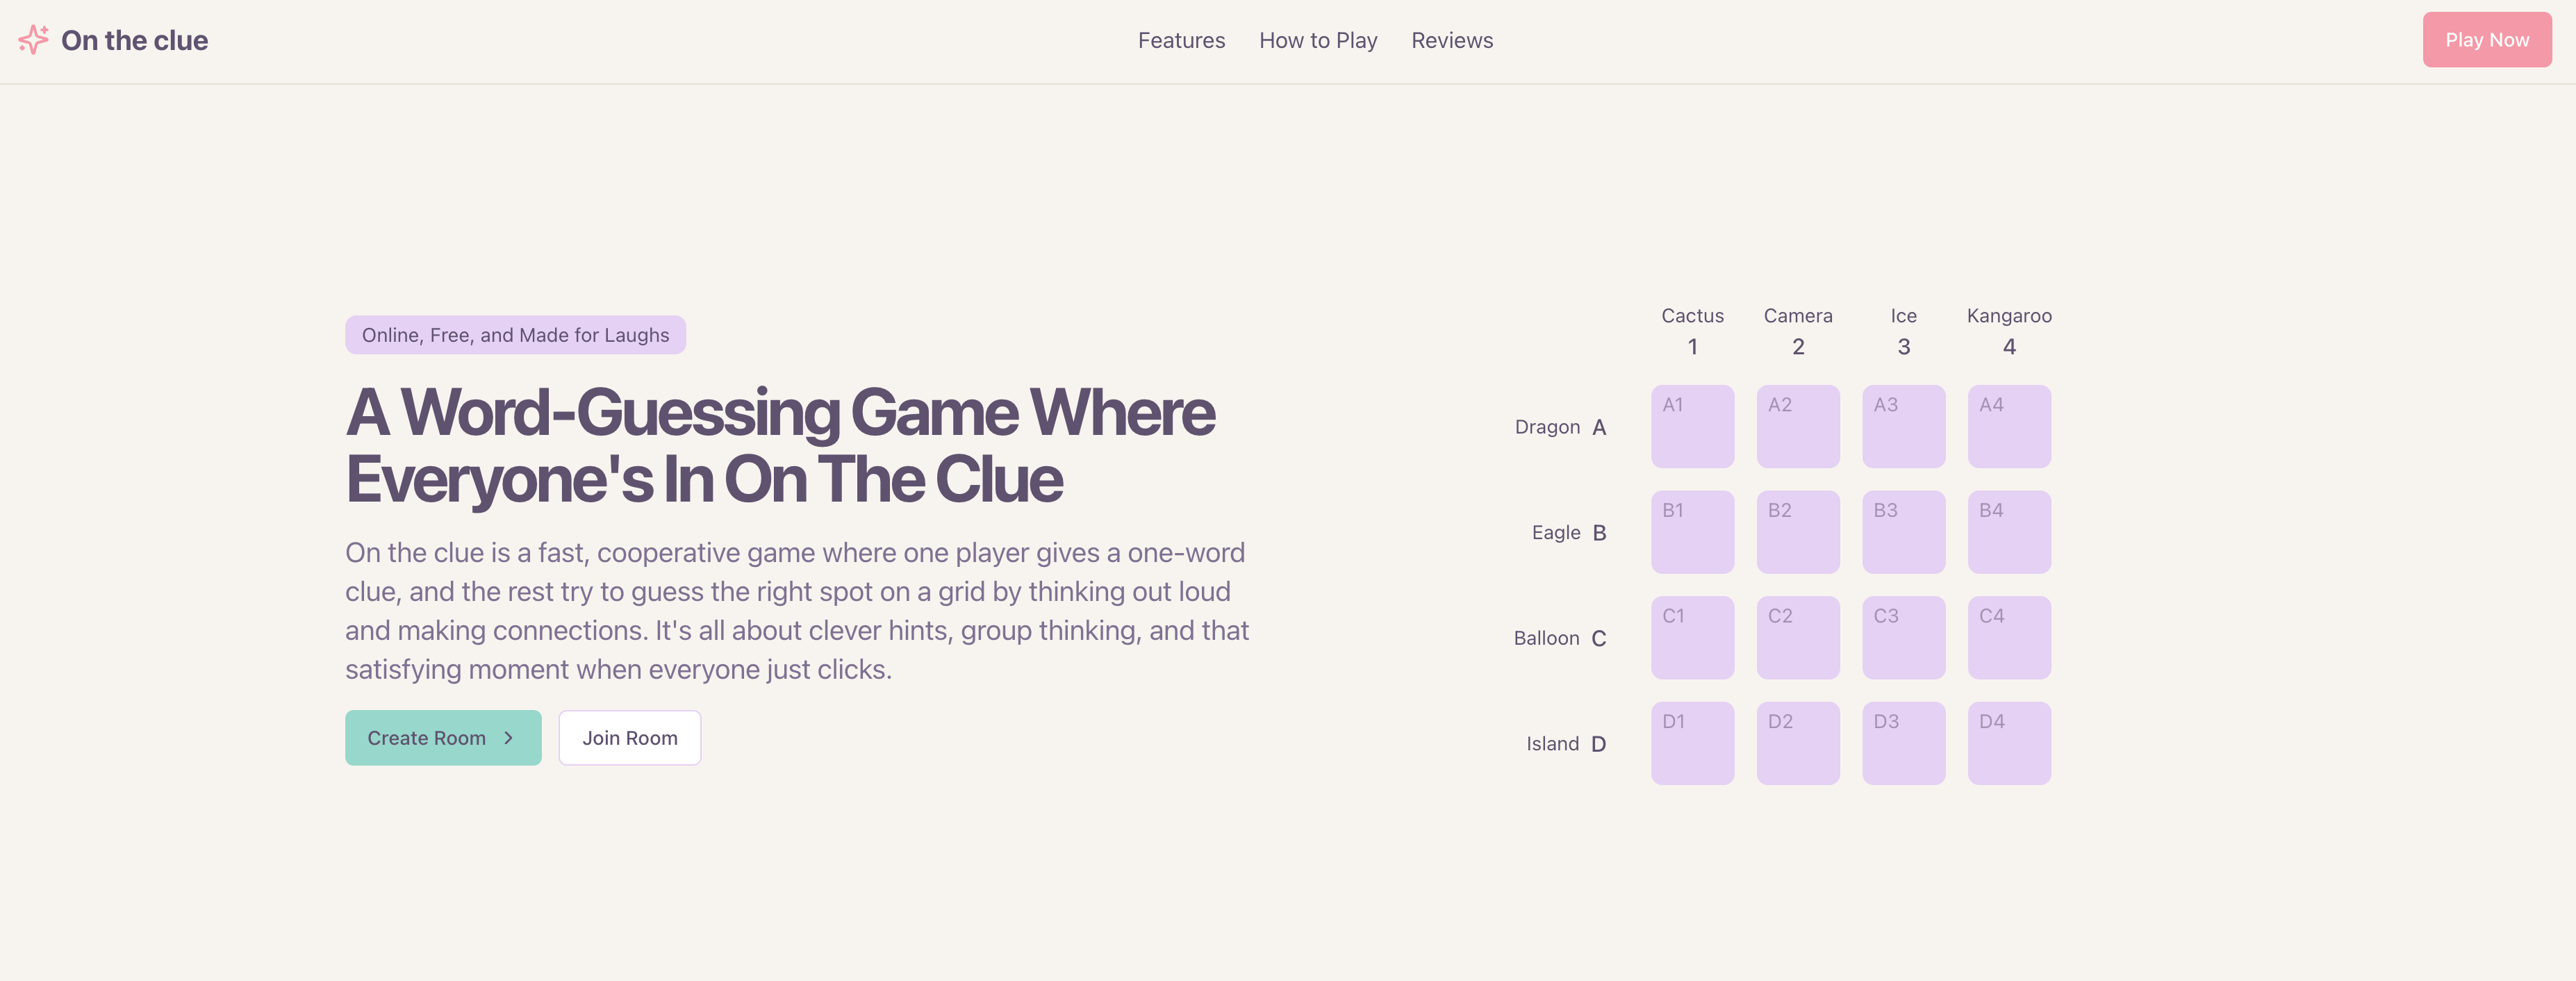 On the clue
Features How to Play Reviews
Play Now
Online, Free, and Made for Laughs
A Word-Guessing Game Where
Everyone's In On The Clue
On the clue is a fast, cooperative game where one player gives a one-word
clue, and the rest try to guess the right spot on a grid by thinking out loud
and making connections. It's all about clever hints, group thinking, and that
satisfying moment when everyone just clicks.
Create Room
Join Room
Cactus Camera Ice Kangaroo
1 2 3 4
Dragon A A1 A2 A3 A4
Eagle B B1 B2 B3 B4
Balloon C C1 C2 C3 C4
Island D D1 D2 D3 D4